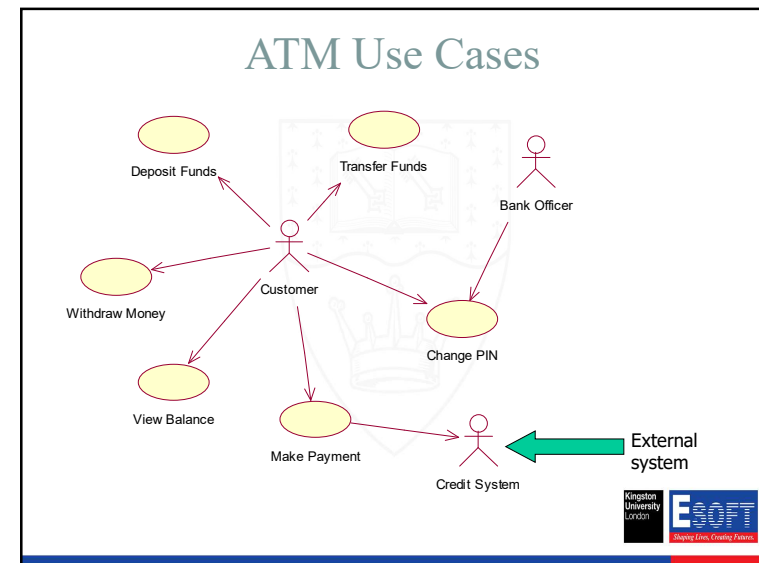 ATM Use Cases
Deposit Funds
Transfer Funds
Bank Officer
Customer
Withdraw Money
Change PIN
View Balance
Make Payment
Credit System
External
system
Kingston
University
London
ESOFT
Shaping Lives, Creating Futures.